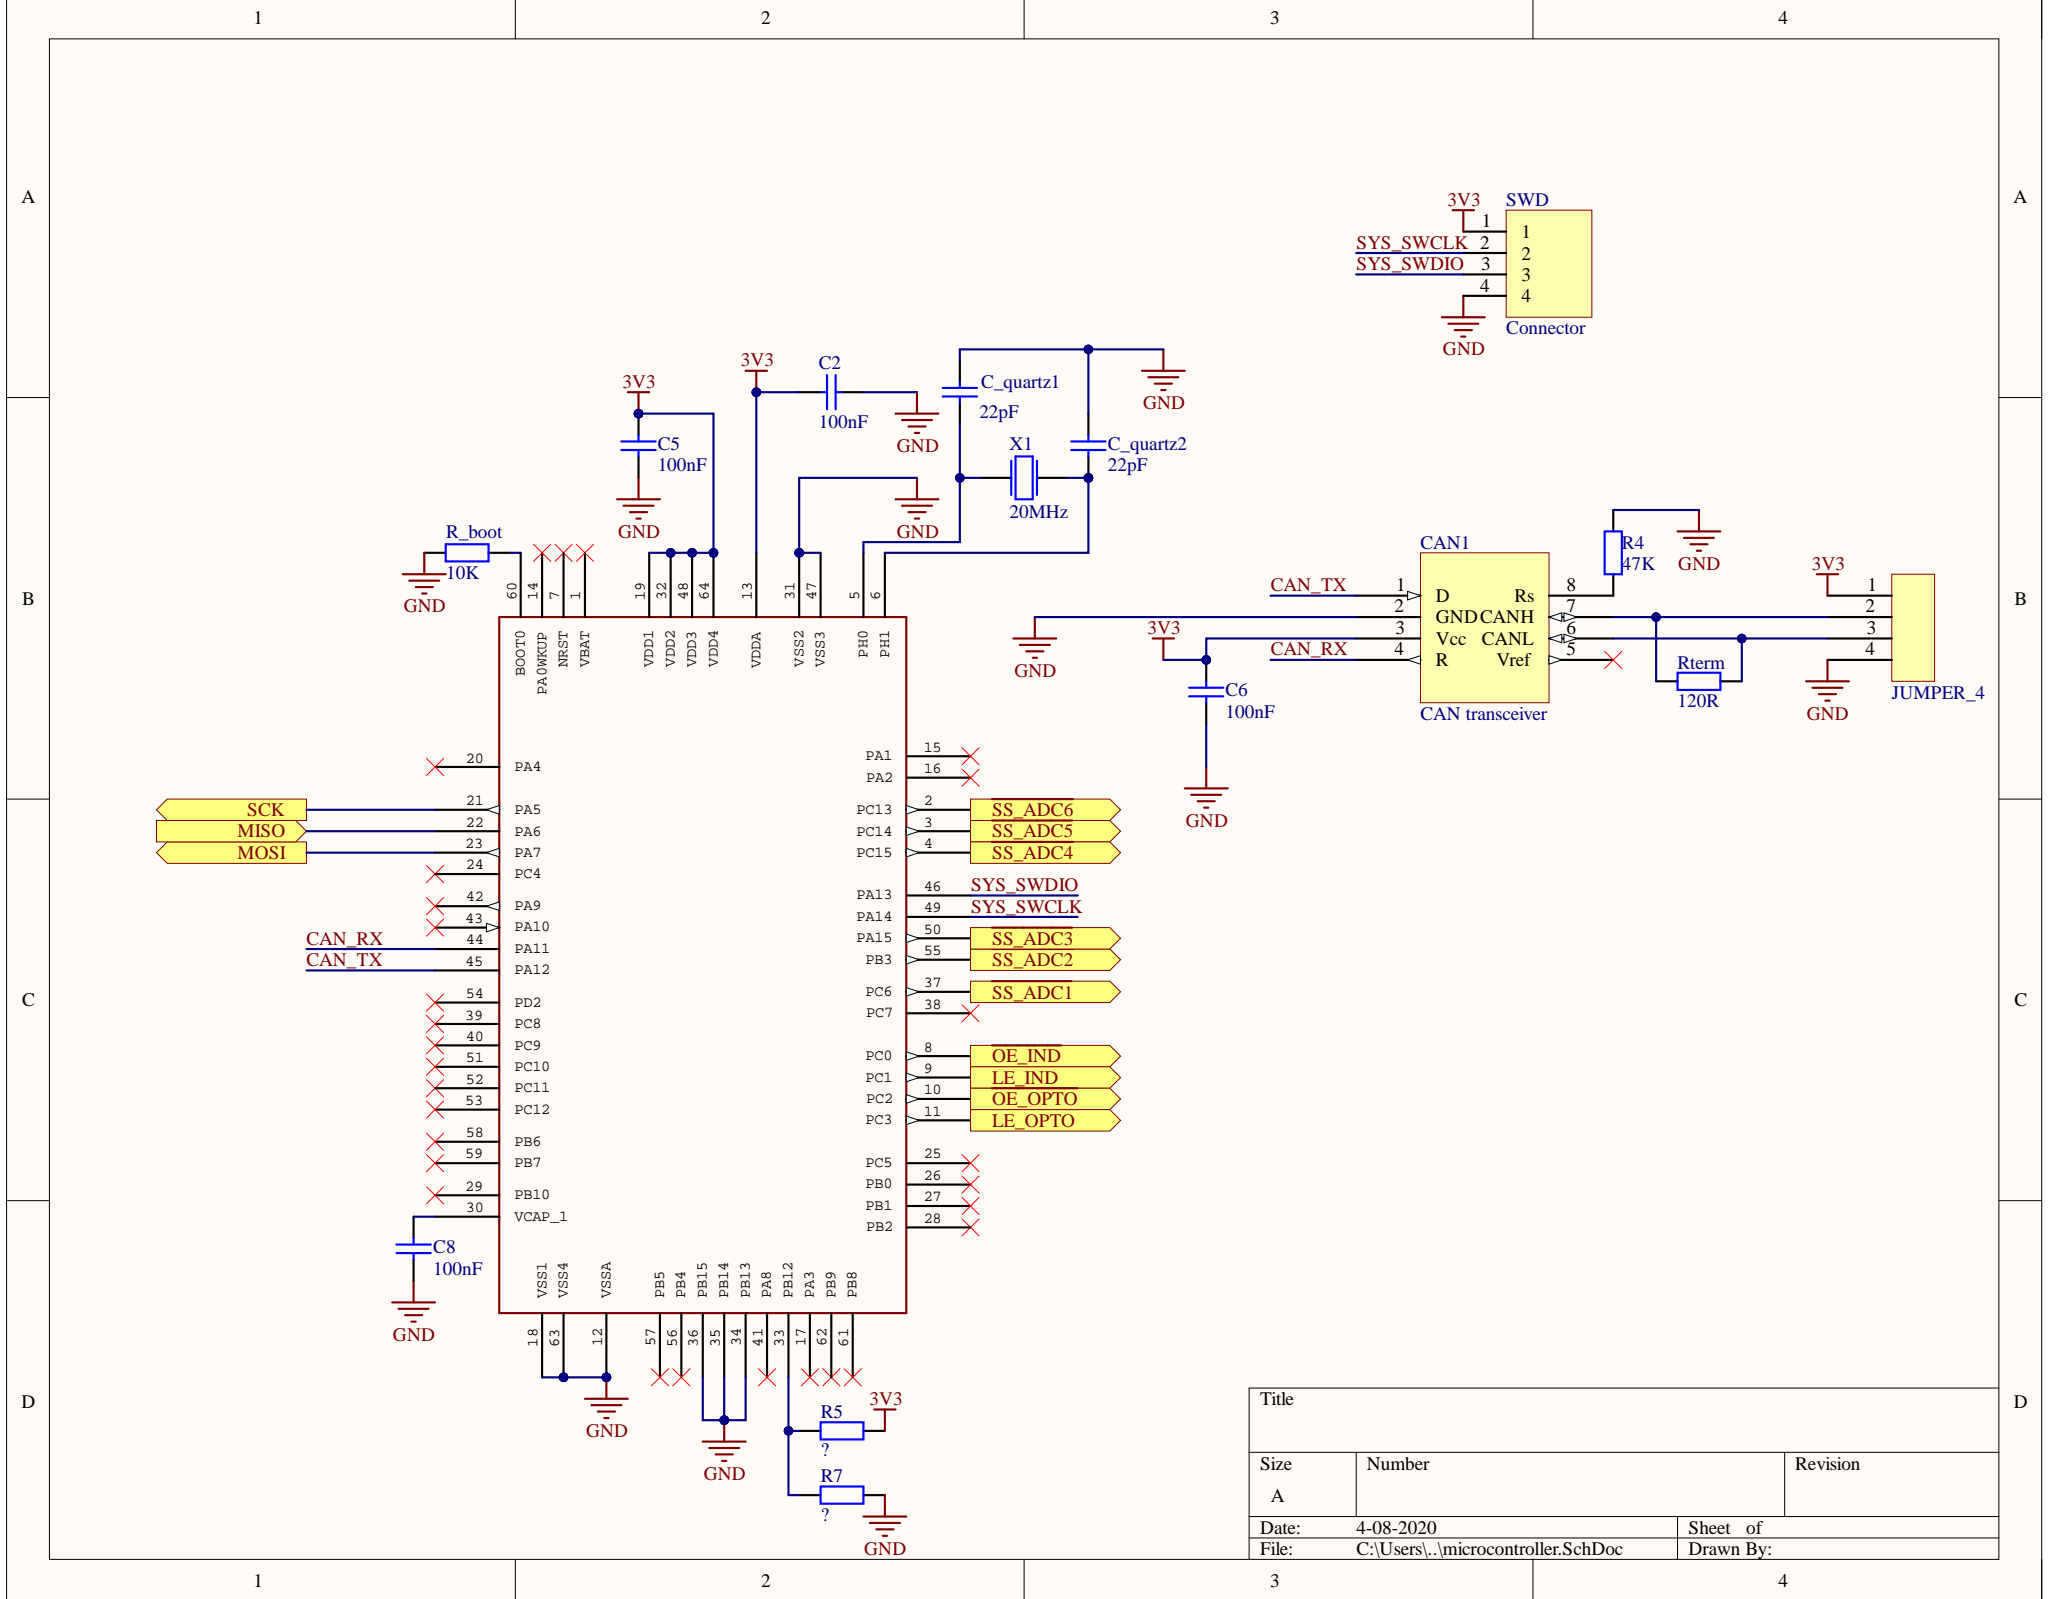 1 2 3 4
A A
3V3 SWD
1 1
SYS_SWCLK 2 2
SYS_SWDIO 3 3
4 4
GND Connector
3V3 C2
100nF
GND
3V3
C5
100nF
GND
C_quartz1
22pF
GND
X1
20MHz
C_quartz2
22pF
GND
R_boot
10K
GND
B B
CAN1
R4
47K
GND
3V3
CAN_TX 1 D Rs 8 1
2 GND CANH 7 2
3V3 3 Vcc CANL 6 3
CAN_RX 4 R Vref 5 4
GND
C6
100nF
GND
CAN transceiver
Rterm
120R
GND
JUMPER_4
60 14 7 1 19 32 48 64 13 31 47 5 6
BOOT0 PA0WKUP NRST VBAT VDD1 VDD2 VDD3 VDD4 VDDA VSS2 VSS3 PH0 PH1
20 PA4
SCK 21 PA5
MISO 22 PA6
MOSI 23 PA7
24 PC4
42 PA9
43 PA10
CAN_RX 44 PA11
CAN_TX 45 PA12
54 PD2
39 PC8
40 PC9
51 PC10
52 PC11
53 PC12
58 PB6
59 PB7
29 PB10
30 VCAP_1
C8
100nF
GND
PA1 15
PA2 16
PC13 2 SS_ADC6
PC14 3 SS_ADC5
PC15 4 SS_ADC4
PA13 46 SYS_SWDIO
PA14 49 SYS_SWCLK
PA15 50 SS_ADC3
PB3 55 SS_ADC2
PC6 37 SS_ADC1
PC7 38
PC0 8 OE_IND
PC1 9 LE_IND
PC2 10 OE_OPTO
PC3 11 LE_OPTO
PC5 25
PB0 26
PB1 27
PB2 28
C C
VSS1 VSS4 VSSA PB5 PB4 PB15 PB14 PB13 PA8 PB12 PA3 PB9 PB8
18 63 12 57 56 36 35 34 41 33 17 62 61
GND
GND
R5 3V3
?
R7
?
GND
D D
Title
Size Number Revision
A
Date: 4-08-2020 Sheet of
File: C:\Users\..\microcontroller.SchDoc Drawn By:
1 2 3 4